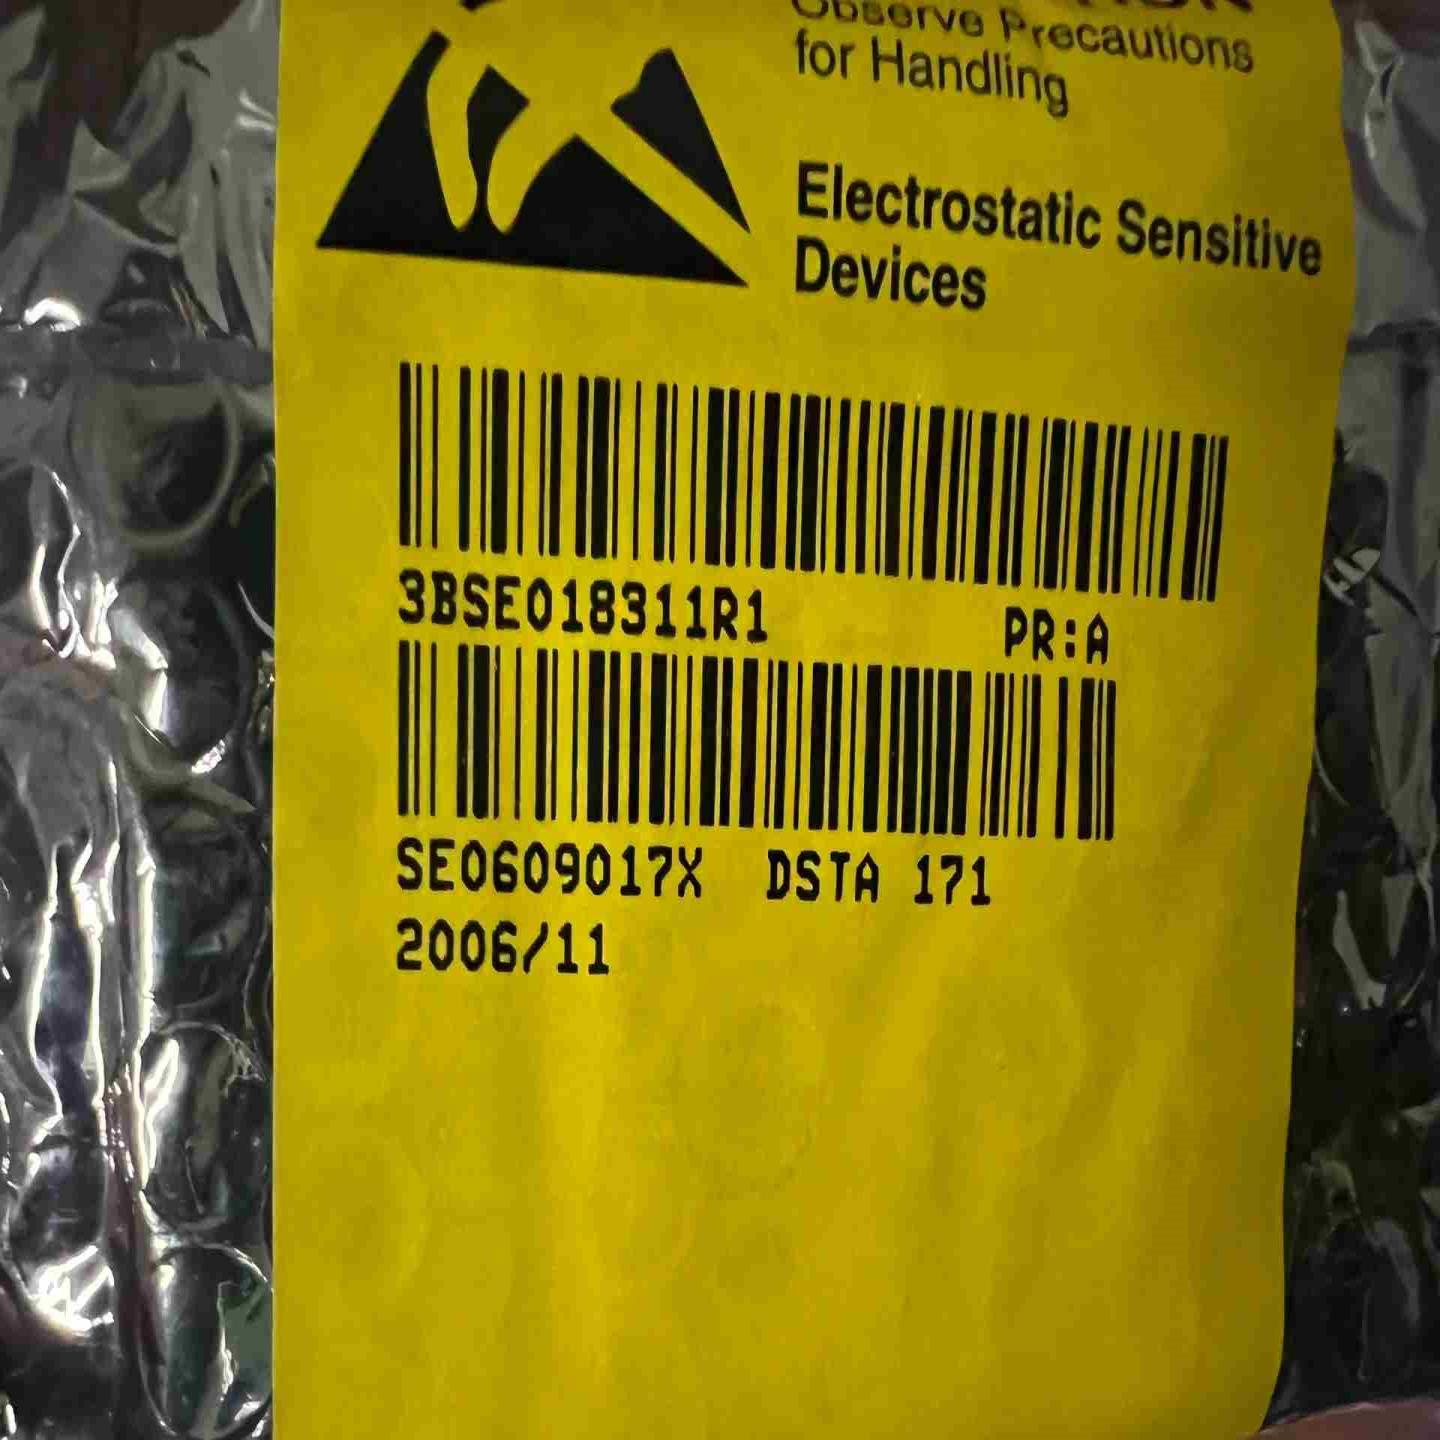 Observe Precautions
for Handling
Electrostatic Sensitive
Devices
3BSE018311R1 PR:A
SE0609017X DSTA 171
2006/11